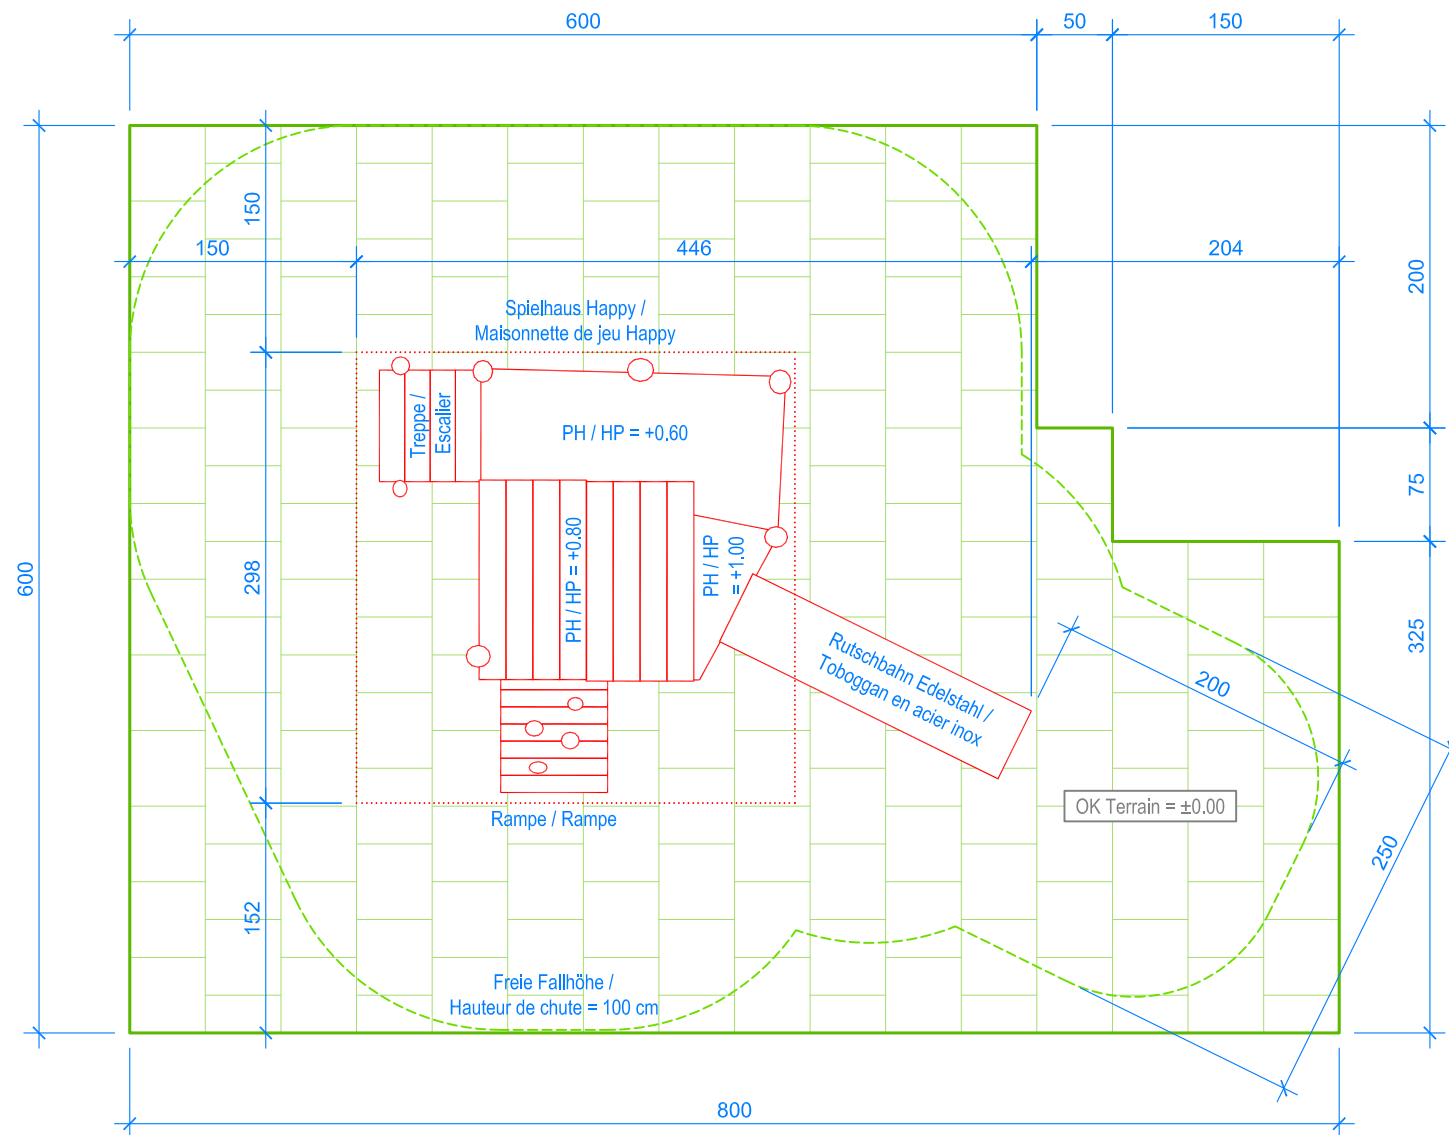 600
50
150
150
150
446
204
200
Spielhaus Happy /
Maisonnette de jeu Happy
Treppe /
Escalier
PH / HP = +0.60
75
600
298
PH / HP = +0.80
PH / HP
= +1.00
325
Rutschbahn Edelstahl /
Toboggan en acier inox
200
OK Terrain = ±0.00
Rampe / Rampe
250
152
Freie Fallhöhe /
Hauteur de chute = 100 cm
800